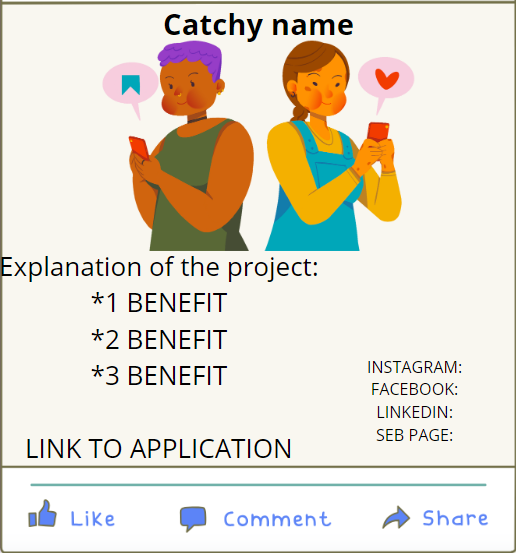 Catchy name
Explanation of the project:
*1 BENEFIT
*2 BENEFIT
*3 BENEFIT
INSTAGRAM:
FACEBOOK:
LINKEDIN:
SEB PAGE:
LINK TO APPLICATION
Like Comment Share